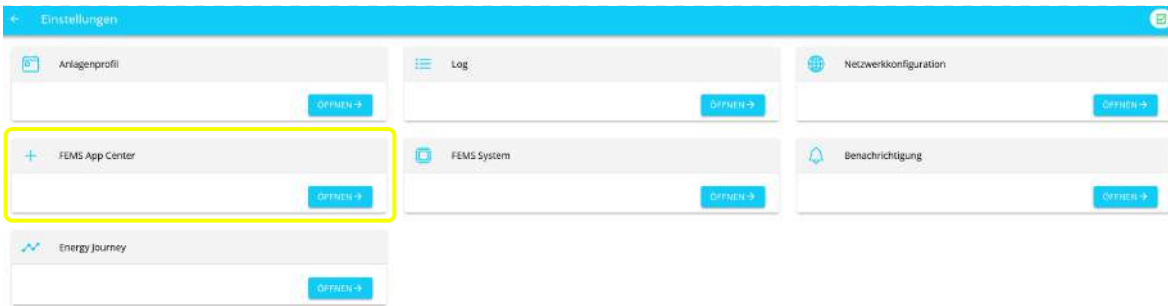 Einstellungen
Anlagenprofil
Log
Netzwerkkonfiguration
ÖFFNEN
ÖFFNEN
ÖFFNEN
FEMS App Center
FEMS System
Benachrichtigung
ÖFFNEN
ÖFFNEN
ÖFFNEN
Energy Journey
ÖFFNEN